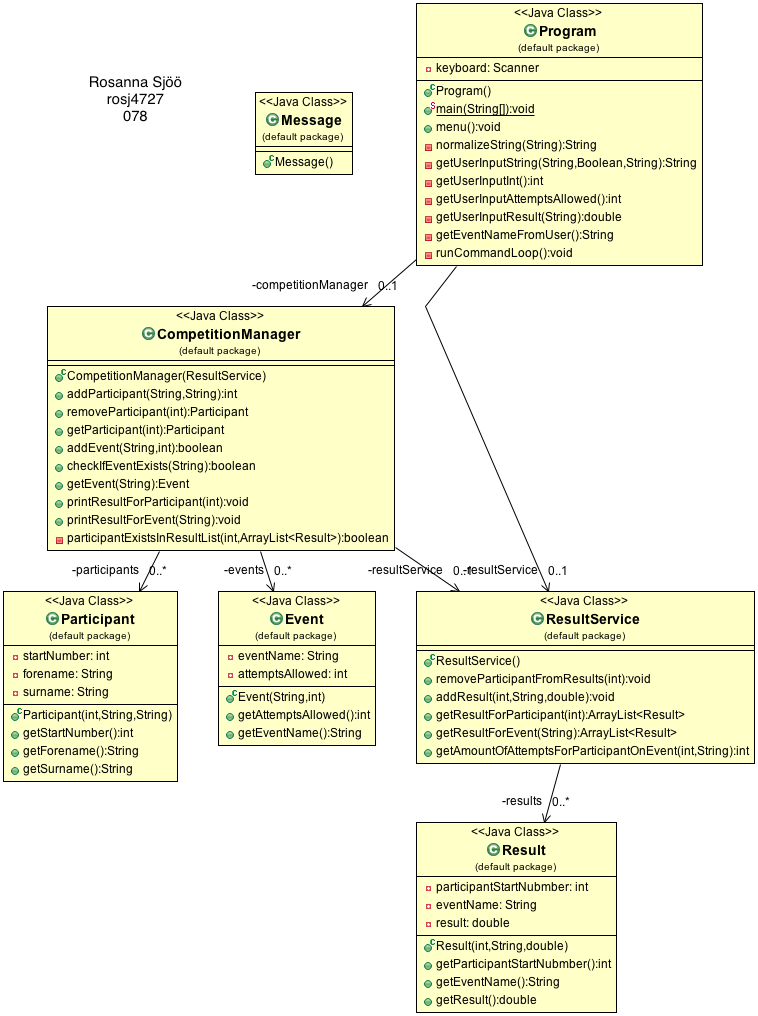 Rosanna Sjöö
rosj4727
078
<<Java Class>>
Message
(default package)
Message()
<<Java Class>>
Program
(default package)
keyboard: Scanner
Program()
main(String[]):void
menu():void
normalizeString(String):String
getUserInputString(String,Boolean,String):String
getUserInputInt():int
getUserInputAttemptsAllowed():int
getUserInputResult(String):double
getEventNameFromUser():String
runCommandLoop():void
-competitionManager 0..1
<<Java Class>>
CompetitionManager
(default package)
CompetitionManager(ResultService)
addParticipant(String,String):int
removeParticipant(int):Participant
getParticipant(int):Participant
addEvent(String,int):boolean
checkIfEventExists(String):boolean
getEvent(String):Event
printResultForParticipant(int):void
printResultForEvent(String):void
participantExistsInResultList(int,ArrayList<Result>):boolean
-participants 0..*
-events 0..*
-resultService 0..1
-resultService 0..1
<<Java Class>>
Participant
(default package)
startNumber: int
forename: String
surname: String
Participant(int,String,String)
getStartNumber():int
getForename():String
getSurname():String
<<Java Class>>
Event
(default package)
eventName: String
attemptsAllowed: int
Event(String,int)
getAttemptsAllowed():int
getEventName():String
<<Java Class>>
ResultService
(default package)
ResultService()
removeParticipantFromResults(int):void
addResult(int,String,double):void
getResultForParticipant(int):ArrayList<Result>
getResultForEvent(String):ArrayList<Result>
getAmountOfAttemptsForParticipantOnEvent(int,String):int
-results 0..*
<<Java Class>>
Result
(default package)
participantStartNubmber: int
eventName: String
result: double
Result(int,String,double)
getParticipantStartNubmber():int
getEventName():String
getResult():double